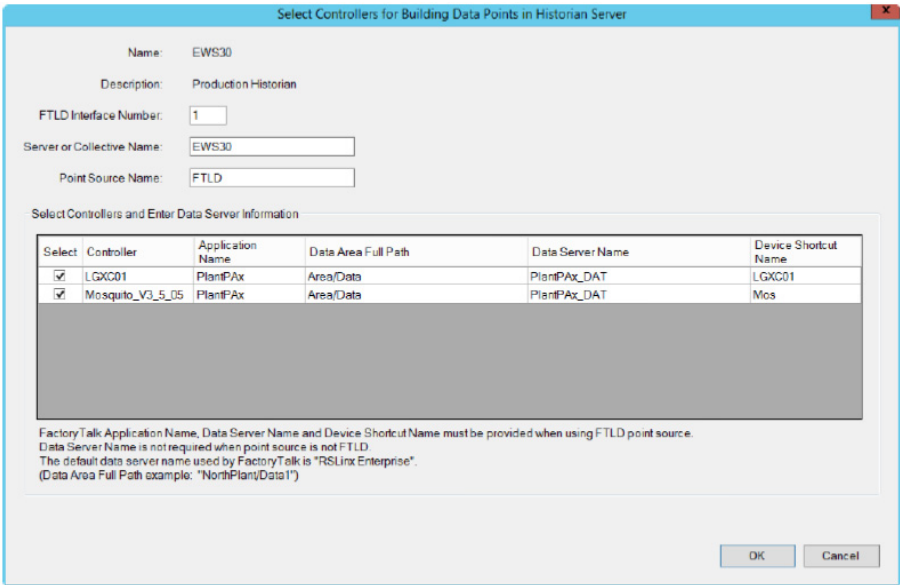 Select Controllers for Building Data Points in Historian Server
x
Name: EWS30
Description: Production Historian
FTLD Interface Number: 1
Server or Collective Name: EWS30
Point Source Name: FTLD
Select Controllers and Enter Data Server Information
Select Controller Application Name Data Area Full Path Data Server Name Device Shortcut Name
LGXC01 PlantPAx Area/Data PlantPAx_DAT LGXC01
Mosquito_V3_5_05 PlantPAx Area/Data PlantPAx_DAT Mos
FactoryTalk Application Name, Data Server Name and Device Shortcut Name must be provided when using FTLD point source.
Data Server Name is not required when point source is not FTLD.
The default data server name used by FactoryTalk is "RSLinx Enterprise".
(Data Area Full Path example: "NorthPlant/Data1")
OK Cancel